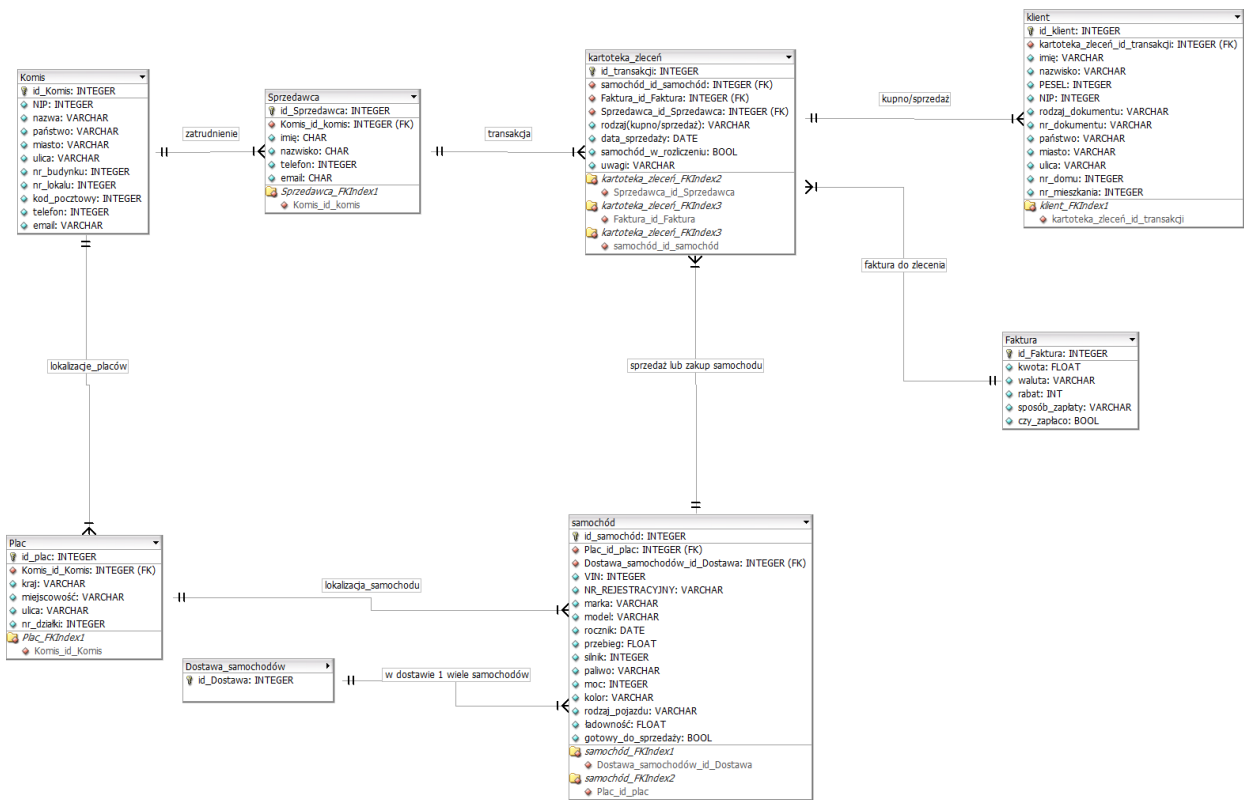 Komis
id_Komis: INTEGER
NIP: INTEGER
nazwa: VARCHAR
państwo: VARCHAR
miasto: VARCHAR
ulica: VARCHAR
nr_budynku: INTEGER
nr_lokalu: INTEGER
kod_pocztowy: INTEGER
telefon: INTEGER
email: VARCHAR
zatrudnienie
Sprzedawca
id_Sprzedawca: INTEGER
Komis_id_komis: INTEGER (FK)
imię: CHAR
nazwisko: CHAR
telefon: INTEGER
email: CHAR
Sprzedawca_FKIndex1
Komis_id_komis
transakcja
kartoteka_zleceń
id_transakcji: INTEGER
samochód_id_samochód: INTEGER (FK)
Faktura_id_Faktura: INTEGER (FK)
Sprzedawca_id_Sprzedawca: INTEGER (FK)
rodzaj(kupno/sprzedaż): VARCHAR
data_sprzedaży: DATE
samochód_w_rozliczeniu: BOOL
uwagi: VARCHAR
kartoteka_zleceń_FKIndex2
Sprzedawca_id_Sprzedawca
kartoteka_zleceń_FKIndex3
Faktura_id_Faktura
kartoteka_zleceń_FKIndex3
samochód_id_samochód
kupno/sprzedaż
klient
id_klient: INTEGER
kartoteka_zleceń_id_transakcji: INTEGER (FK)
imię: VARCHAR
nazwisko: VARCHAR
PESEL: INTEGER
NIP: INTEGER
rodzaj_dokumentu: VARCHAR
nr_dokumentu: VARCHAR
państwo: VARCHAR
miasto: VARCHAR
ulica: VARCHAR
nr_domu: INTEGER
nr_mieszkania: INTEGER
klient_FKIndex1
kartoteka_zleceń_id_transakcji
faktura do zlecenia
Faktura
id_Faktura: INTEGER
kwota: FLOAT
waluta: VARCHAR
rabat: INT
sposób_zapłaty: VARCHAR
czy_zapłaco: BOOL
lokalizacje_placów
sprzedaż lub zakup samochodu
Plac
id_plac: INTEGER
Komis_id_Komis: INTEGER (FK)
kraj: VARCHAR
miejscowość: VARCHAR
ulica: VARCHAR
nr_działki: INTEGER
Plac_FKIndex1
Komis_id_Komis
lokalizacja_samochodu
Dostawa_samochodów
id_Dostawa: INTEGER
w dostawie 1 wiele samochodów
samochód
id_samochód: INTEGER
Plac_id_plac: INTEGER (FK)
Dostawa_samochodów_id_Dostawa: INTEGER (FK)
VIN: INTEGER
NR_REJESTRACYJNY: VARCHAR
marka: VARCHAR
model: VARCHAR
rocznik: DATE
przebieg: FLOAT
silnik: INTEGER
paliwo: VARCHAR
moc: INTEGER
kolor: VARCHAR
rodzaj_pojazdu: VARCHAR
ładowność: FLOAT
gotowy_do_sprzedaży: BOOL
samochód_FKIndex1
Dostawa_samochodów_id_Dostawa
samochód_FKIndex2
Plac_id_plac